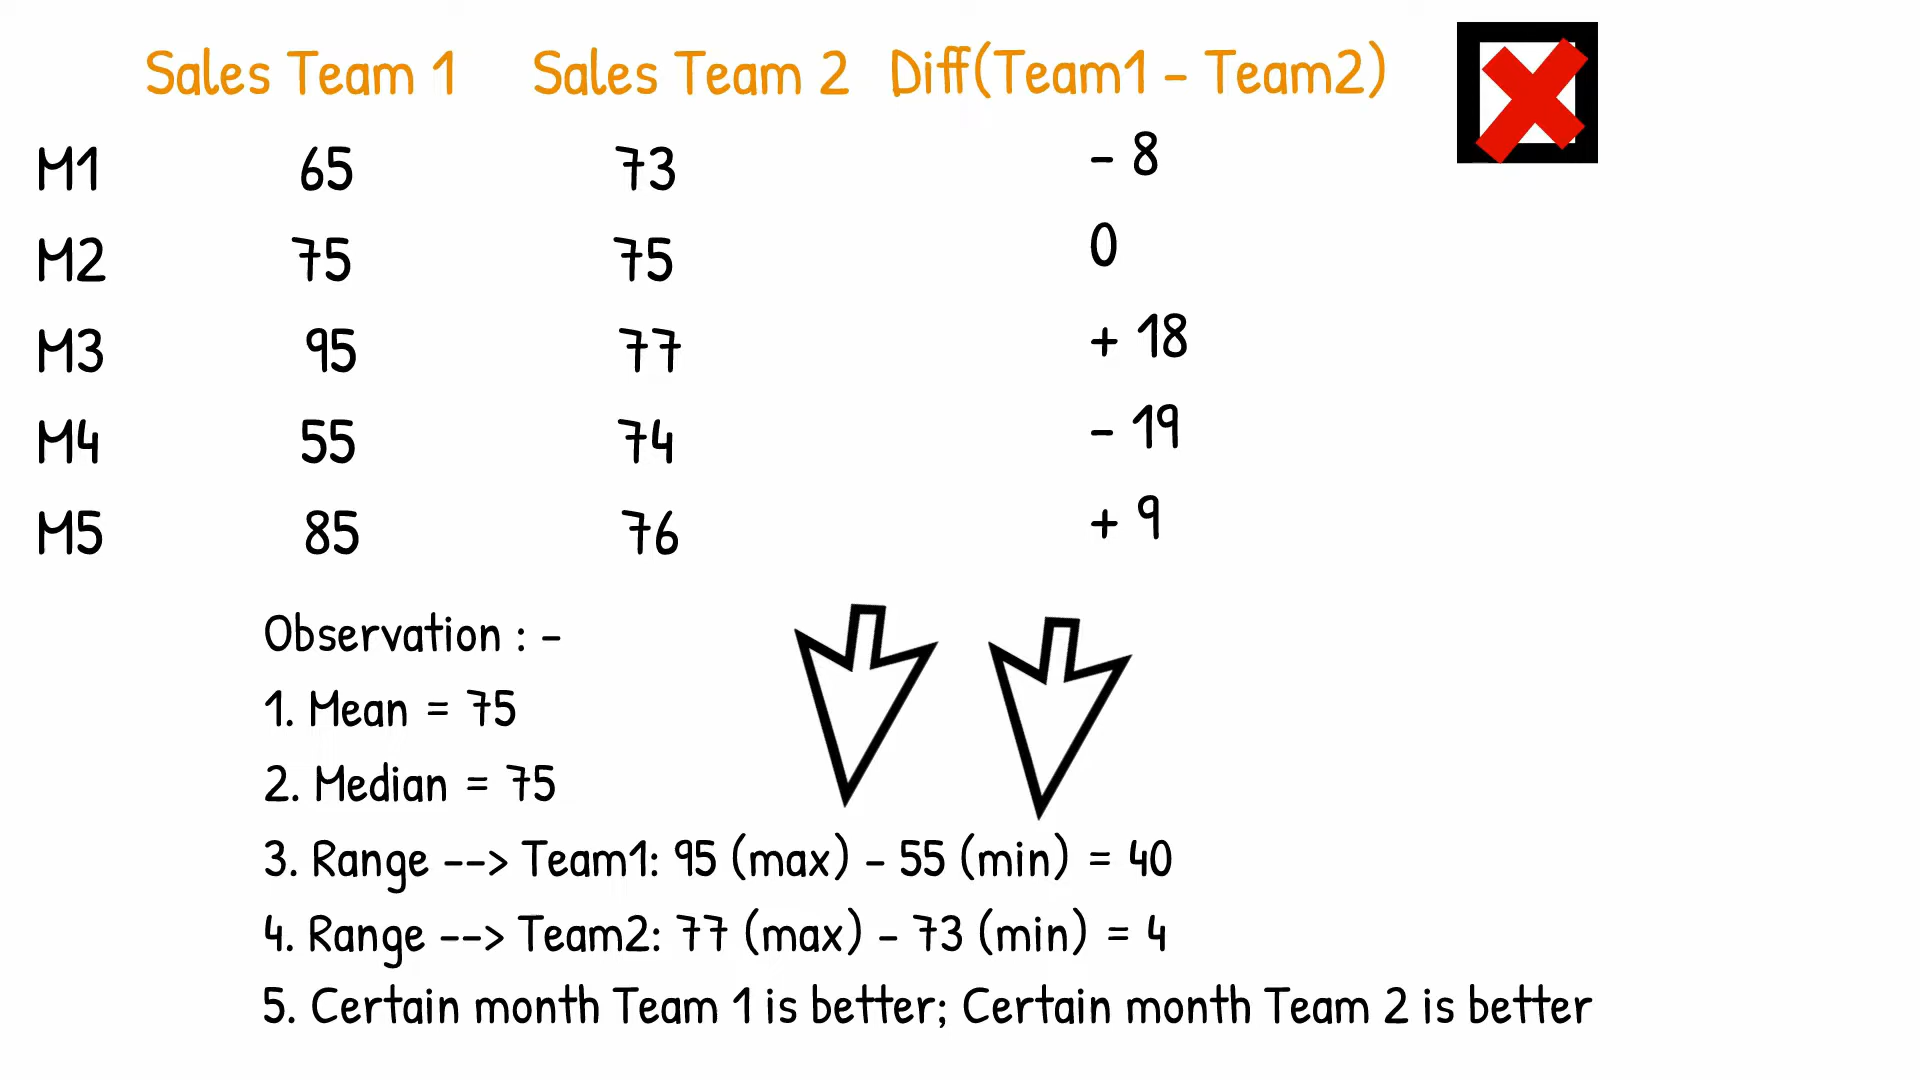 Sales Team 1 Sales Team 2 Diff(Team1 - Team2)
M1 65 73 - 8
M2 75 75 0
M3 95 77 + 18
M4 55 74 - 19
M5 85 76 + 9
Observation : -
1. Mean = 75
2. Median = 75
3. Range --> Team1: 95 (max) - 55 (min) = 40
4. Range --> Team2: 77 (max) - 73 (min) = 4
5. Certain month Team 1 is better; Certain month Team 2 is better